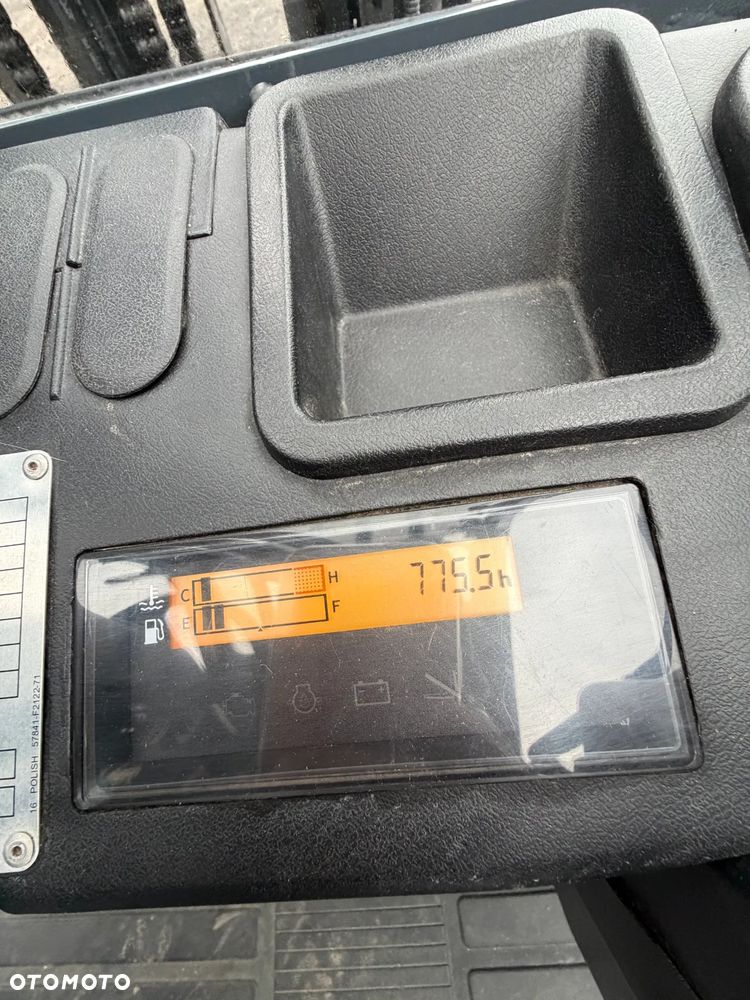 C H 775.5h
E F
16 POLISH 57841-F2122-71
OTOMOTO